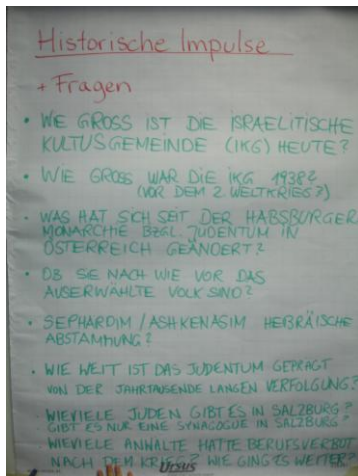 Historische Impulse
+ Fragen
• WIE GROSS IST DIE ISRAELITISCHE
KULTUSGEMEINDE (IKG) HEUTE?
• WIE GROSS WAR DIE IKG 1938?
(VOR DEM 2. WELTKRIEG?)
• WAS HAT SICH SEIT DER HABSBURGER
MONARCHIE BZGL. JUDENTUM IN
ÖSTERREICH GEÄNDERT?
• OB SIE NACH WIE VOR DAS
AUSERWÄHLTE VOLK SIND?
• SEPHARDIM / ASHKENASIM HEBRÄISCHE
ABSTAMMUNG?
• WIE WEIT IST DAS JUDENTUM GEPRÄGT
VON DER JAHRTAUSENDE LANGEN VERFOLGUNG?
• WIEVIELE JUDEN GIBT ES IN SALZBURG?
GIBT ES NUR EINE SYNAGOGUE IN SALZBURG?
• WIEVIELE ANWÄLTE HATTE BERUFSVERBOT
NACH DEM KRIEG? WIE GING'S WEITER?
Ursus